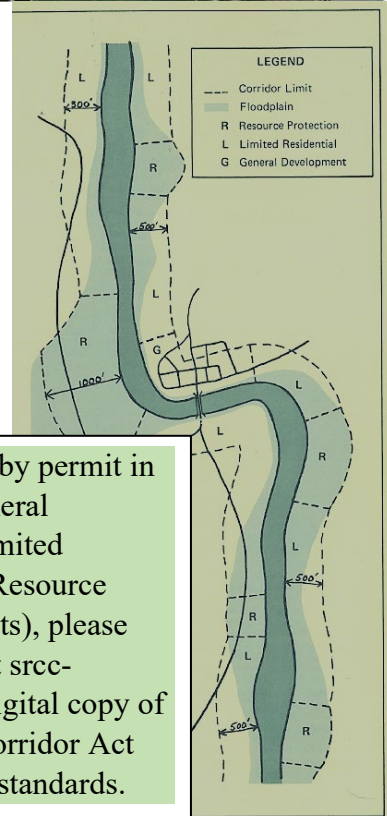 LEGEND
Corridor Limit
Floodplain
R Resource Protection
L Limited Residential
G General Development
L
L
500'
R
500'
L
R
G
1000'
L
L
R
L
500'
R
L
500'
R
by permit in
eral
mited
Resource
ts), please
t srcc-
igital copy of
orridor Act
standards.